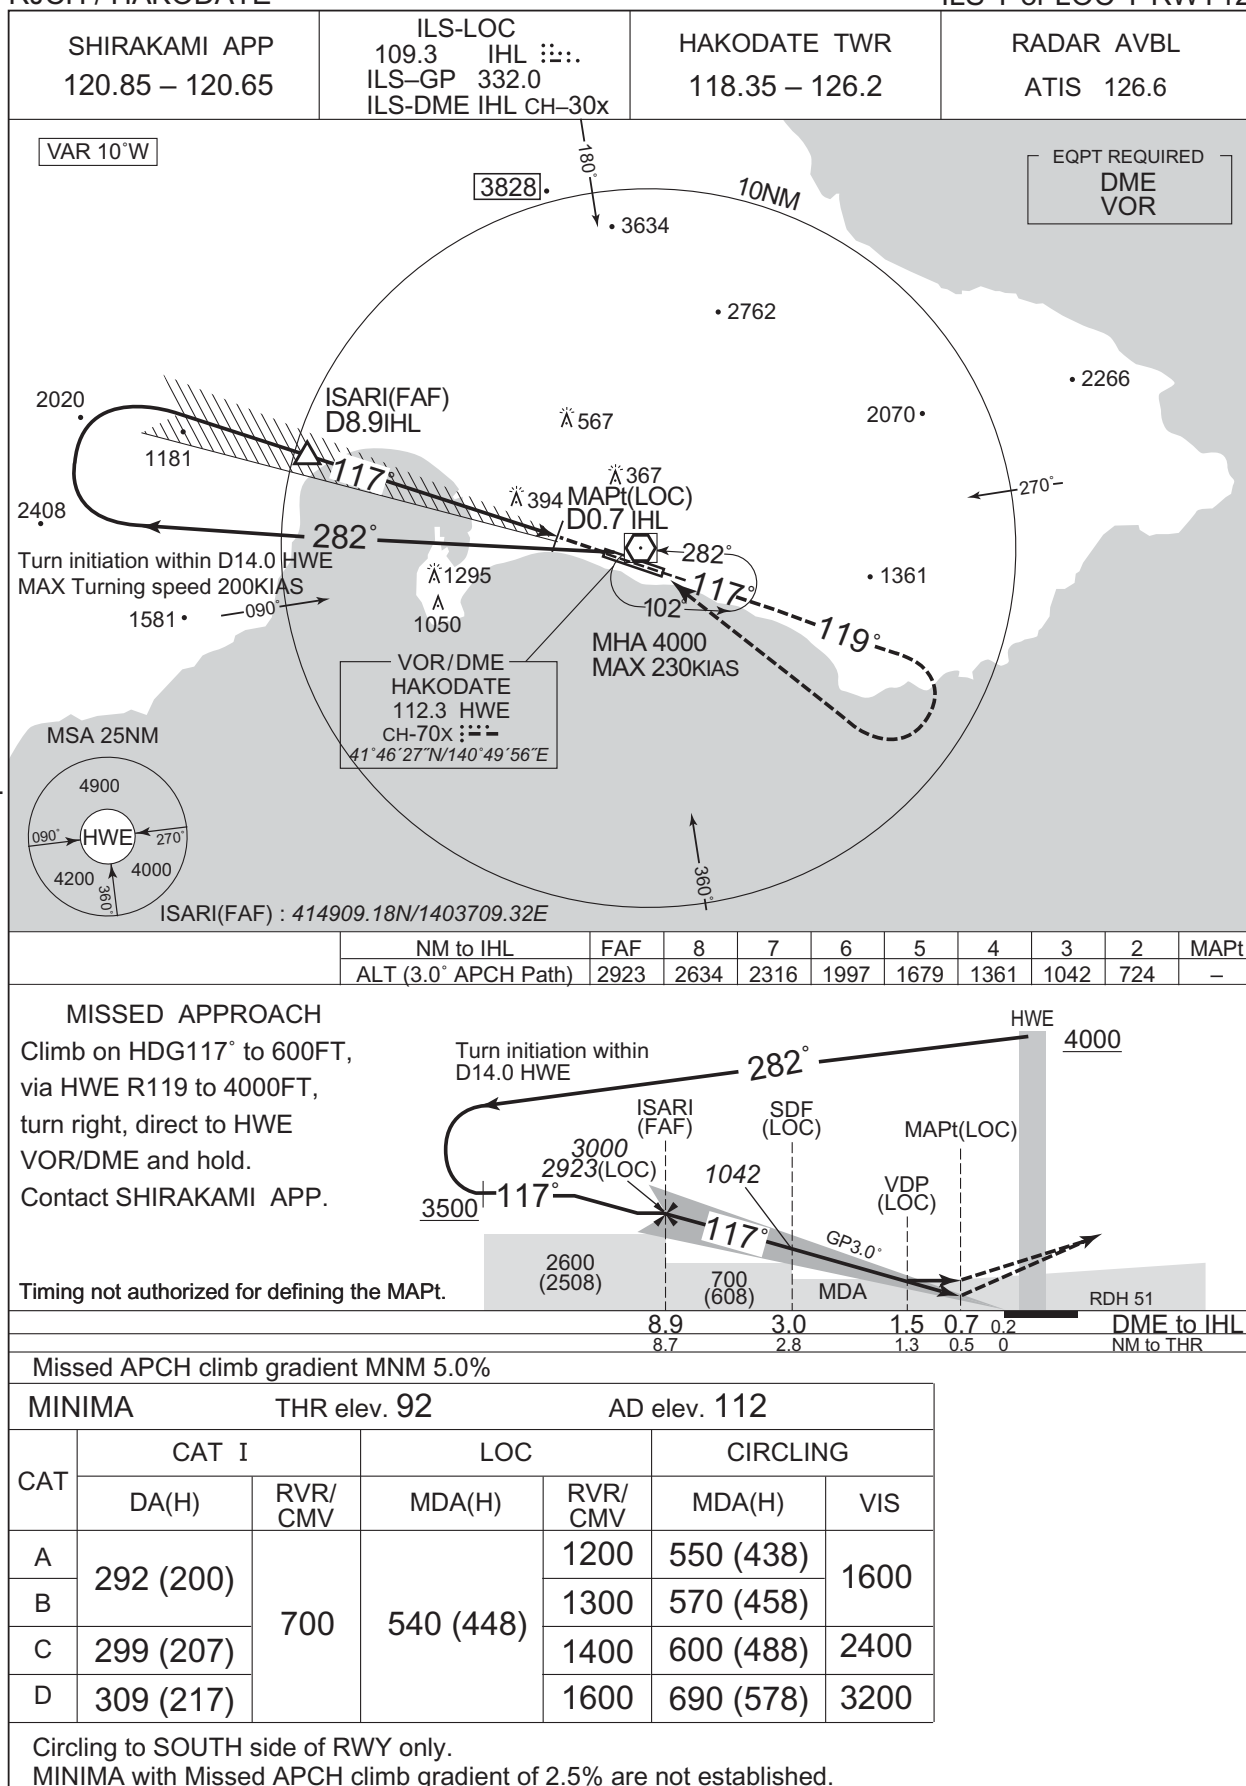 RJCH / HAKODATE
ILS Y or LOC Y RWY12
SHIRAKAMI APP
120.85 – 120.65
ILS-LOC
109.3 IHL
ILS–GP 332.0
ILS-DME IHL CH–30x
HAKODATE TWR
118.35 – 126.2
RADAR AVBL
ATIS 126.6
VAR 10°W
EQPT REQUIRED
DME
VOR
180°
3828
10NM
3634
2762
2266
2020
ISARI(FAF)
D8.9IHL
567
2070
1181
117°
367
394
MAPt(LOC)
D0.7 IHL
270°
2408
282°
282°
Turn initiation within D14.0 HWE
MAX Turning speed 200KIAS
1295
117°
1361
1581
090°
1050
102°
119°
MHA 4000
MAX 230KIAS
VOR/DME
HAKODATE
112.3 HWE
CH-70X
41°46´27˝N/140°49´56˝E
MSA 25NM
4900
090°
HWE
270°
4200
4000
360°
360°
ISARI(FAF) : 414909.18N/1403709.32E
NM to IHL FAF 8 7 6 5 4 3 2 MAPt
ALT (3.0° APCH Path) 2923 2634 2316 1997 1679 1361 1042 724 –
MISSED APPROACH
Climb on HDG117° to 600FT,
via HWE R119 to 4000FT,
turn right, direct to HWE
VOR/DME and hold.
Contact SHIRAKAMI APP.
Timing not authorized for defining the MAPt.
HWE
4000
Turn initiation within
D14.0 HWE
282°
ISARI
(FAF)
SDF
(LOC)
MAPt(LOC)
3000
2923(LOC)
1042
VDP
(LOC)
3500
117°
117°
GP3.0°
2600
(2508)
700
(608)
MDA
RDH 51
8.9 3.0 1.5 0.7 0.2 DME to IHL
8.7 2.8 1.3 0.5 0 NM to THR
Missed APCH climb gradient MNM 5.0%
MINIMA THR elev. 92 AD elev. 112
CAT CAT I LOC CIRCLING
DA(H) RVR/CMV MDA(H) RVR/CMV MDA(H) VIS
A 292 (200) 700 540 (448) 1200 550 (438) 1600
B 1300 570 (458)
C 299 (207) 1400 600 (488) 2400
D 309 (217) 1600 690 (578) 3200
Circling to SOUTH side of RWY only.
MINIMA with Missed APCH climb gradient of 2.5% are not established.